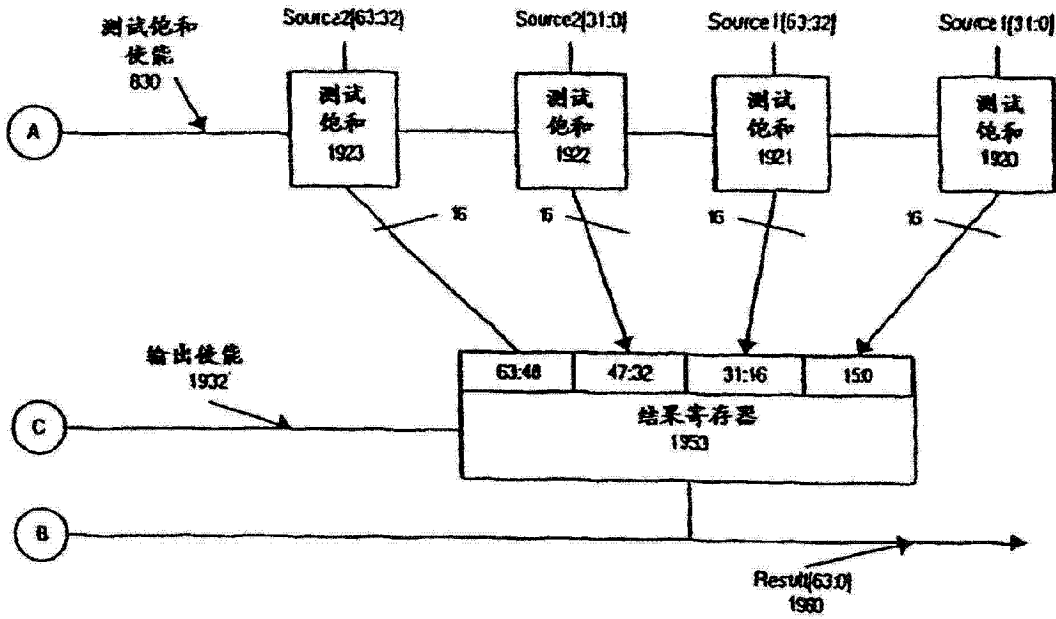 测试饱和
使能
830
Source2[63:32]
Source2[31:0]
Source1[63:32]
Source1[31:0]
A
测试
饱和
1923
测试
饱和
1922
测试
饱和
1921
测试
饱和
1920
16
16
16
16
输出使能
1932
63:48
47:32
31:16
15:0
C
结果寄存器
1953
B
Result[63:0]
1960